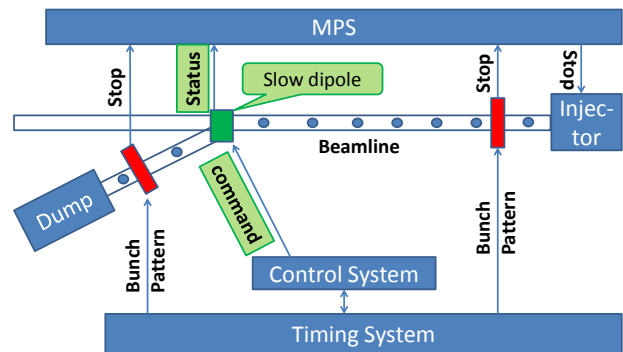 MPS
Stop
Status
Slow dipole
Stop
Stop
Injec-
tor
Beamline
Dump
command
Bunch
Pattern
Bunch
Pattern
Control System
Timing System